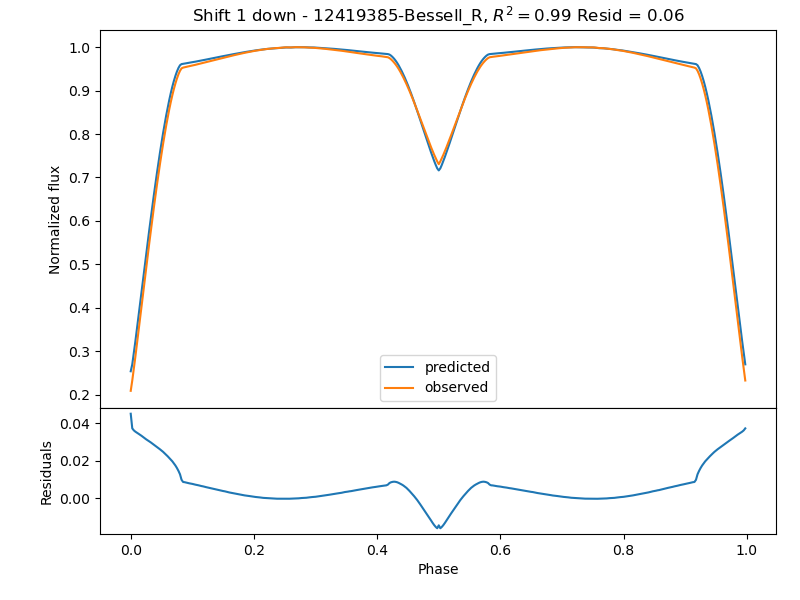 Shift 1 down - 12419385-Bessell_R, R² = 0.99 Resid = 0.06
1.0
0.9
0.8
0.7
0.6
0.5
0.4
0.3
0.2
Normalized flux
predicted
observed
0.04
0.02
0.00
Residuals
0.0 0.2 0.4 0.6 0.8 1.0
Phase